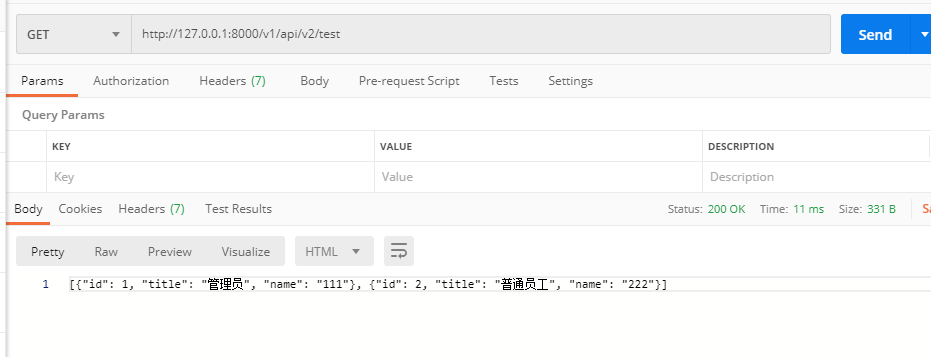 GET http://127.0.0.1:8000/v1/api/v2/test Send
Params Authorization Headers (7) Body Pre-request Script Tests Settings
Query Params
KEY VALUE DESCRIPTION
Key Value Description
Body Cookies Headers (7) Test Results Status: 200 OK Time: 11 ms Size: 331 B
Pretty Raw Preview Visualize HTML
1 [{"id": 1, "title": "管理员", "name": "111"}, {"id": 2, "title": "普通员工", "name": "222"}]